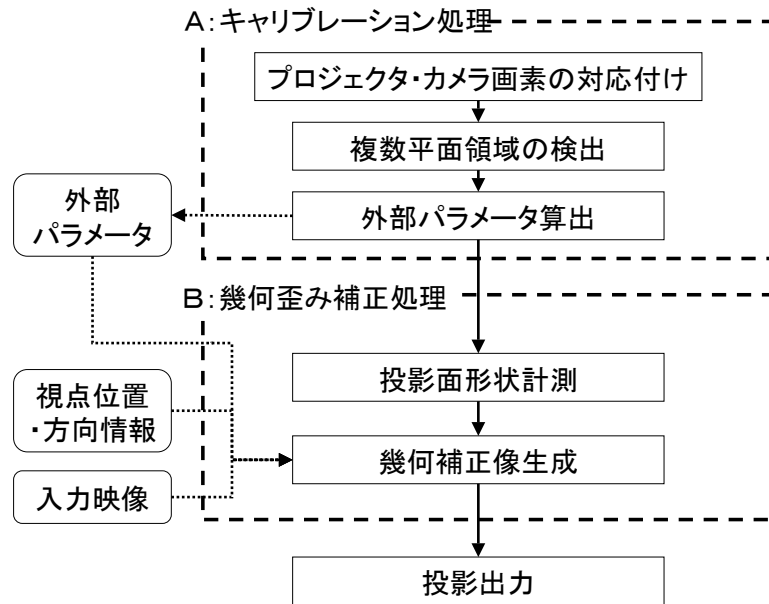 A：キャリブレーション処理
プロジェクタ・カメラ画素の対応付け
複数平面領域の検出
外部
パラメータ
外部パラメータ算出
B：幾何歪み補正処理
投影面形状計測
視点位置
・方向情報
幾何補正像生成
入力映像
投影出力